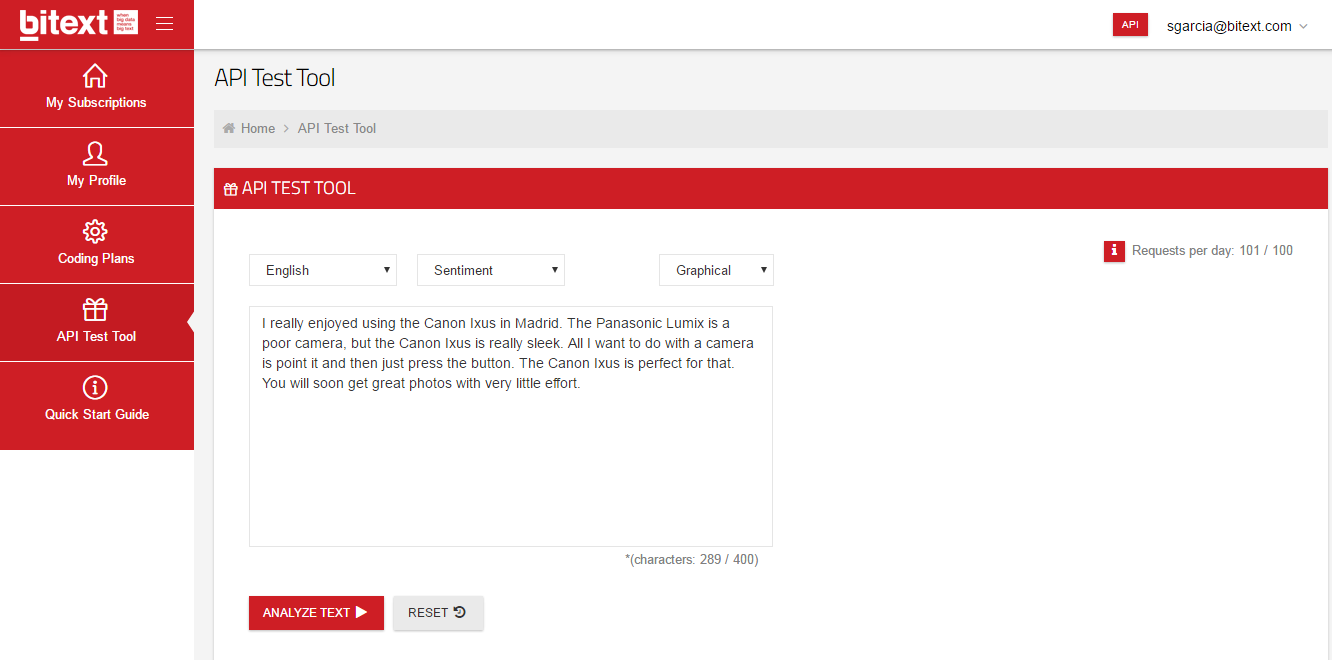 bitext
when
big data
means
big text
API
sgarcia@bitext.com
My Subscriptions
My Profile
Coding Plans
API Test Tool
Quick Start Guide
API Test Tool
Home
API Test Tool
API TEST TOOL
English
Sentiment
Graphical
Requests per day: 101 / 100
I really enjoyed using the Canon Ixus in Madrid. The Panasonic Lumix is a
poor camera, but the Canon Ixus is really sleek. All I want to do with a camera
is point it and then just press the button. The Canon Ixus is perfect for that.
You will soon get great photos with very little effort.
*(characters: 289 / 400)
ANALYZE TEXT
RESET